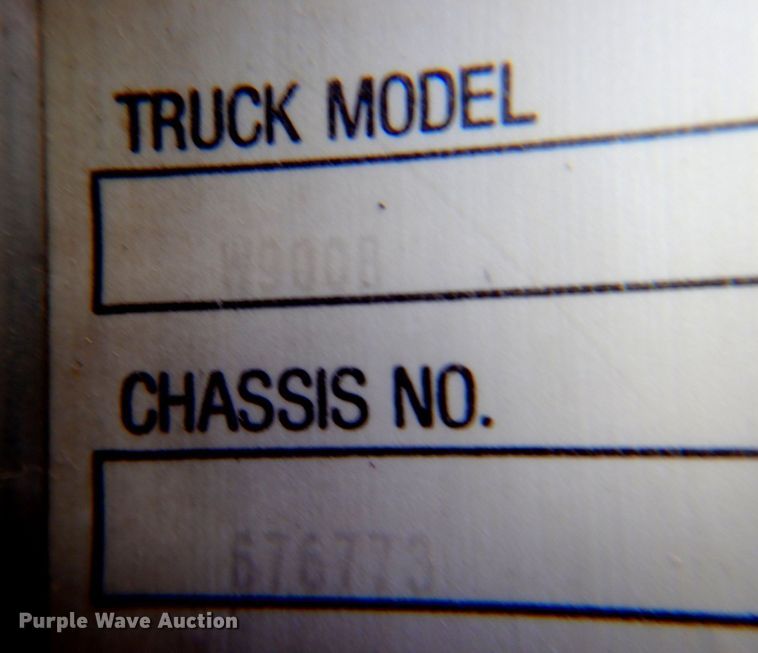 TRUCK MODEL
W900B
CHASSIS NO.
676773
Purple Wave Auction